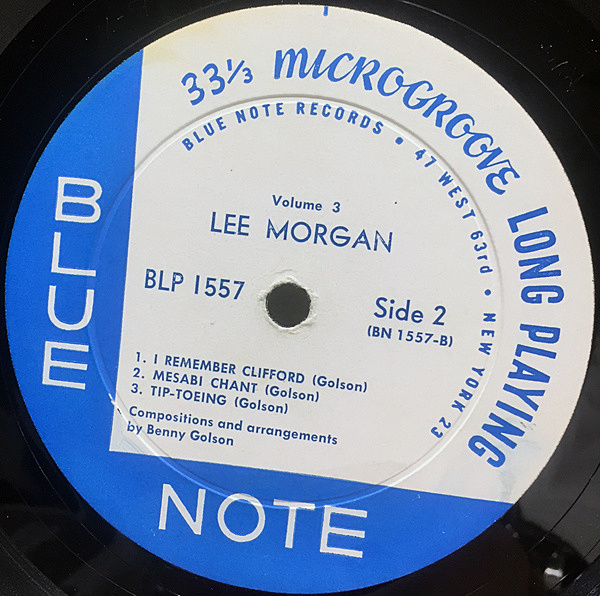 33⅓ MICROGROOVE LONG PLAYING
BLUE NOTE RECORDS • 47 WEST 63rd • NEW YORK 23
Volume 3
LEE MORGAN
BLP 1557
Side 2
(BN 1557-B)
1. I REMEMBER CLIFFORD (Golson)
2. MESABI CHANT (Golson)
3. TIP-TOEING (Golson)
Compositions and arrangements
by Benny Golson
BLUE
NOTE